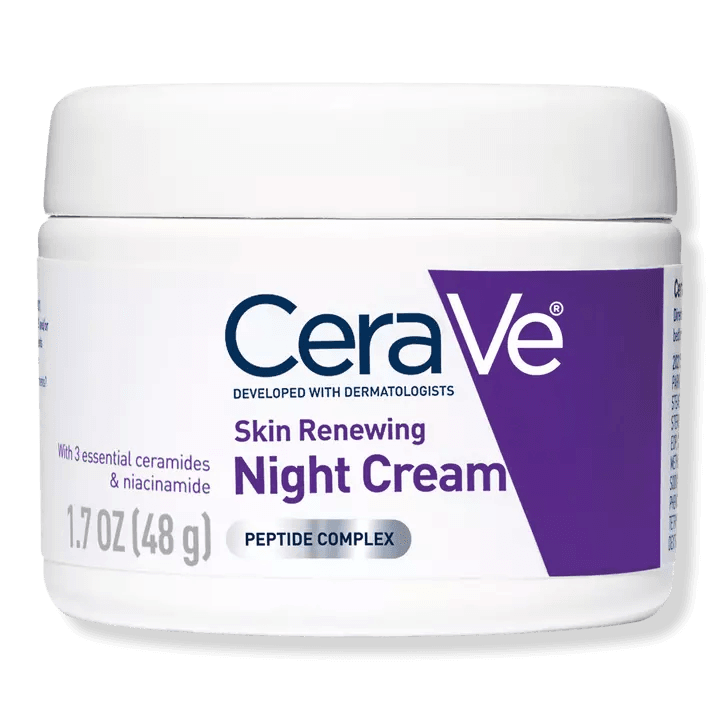 CeraVe®
DEVELOPED WITH DERMATOLOGISTS
Skin Renewing
Night Cream
PEPTIDE COMPLEX
With 3 essential ceramides
& niacinamide
1.7 OZ (48 g)